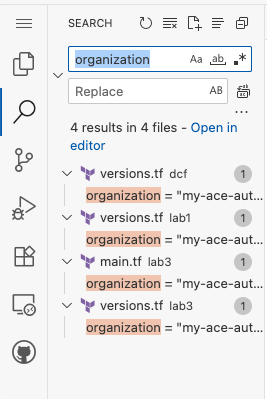 SEARCH
organization
Aa ab
Replace
AB
4 results in 4 files - Open in
editor
versions.tf dcf 1
organization = "my-ace-aut...
versions.tf lab1 1
organization = "my-ace-aut...
main.tf lab3 1
organization = "my-ace-aut...
versions.tf lab3 1
organization = "my-ace-aut...